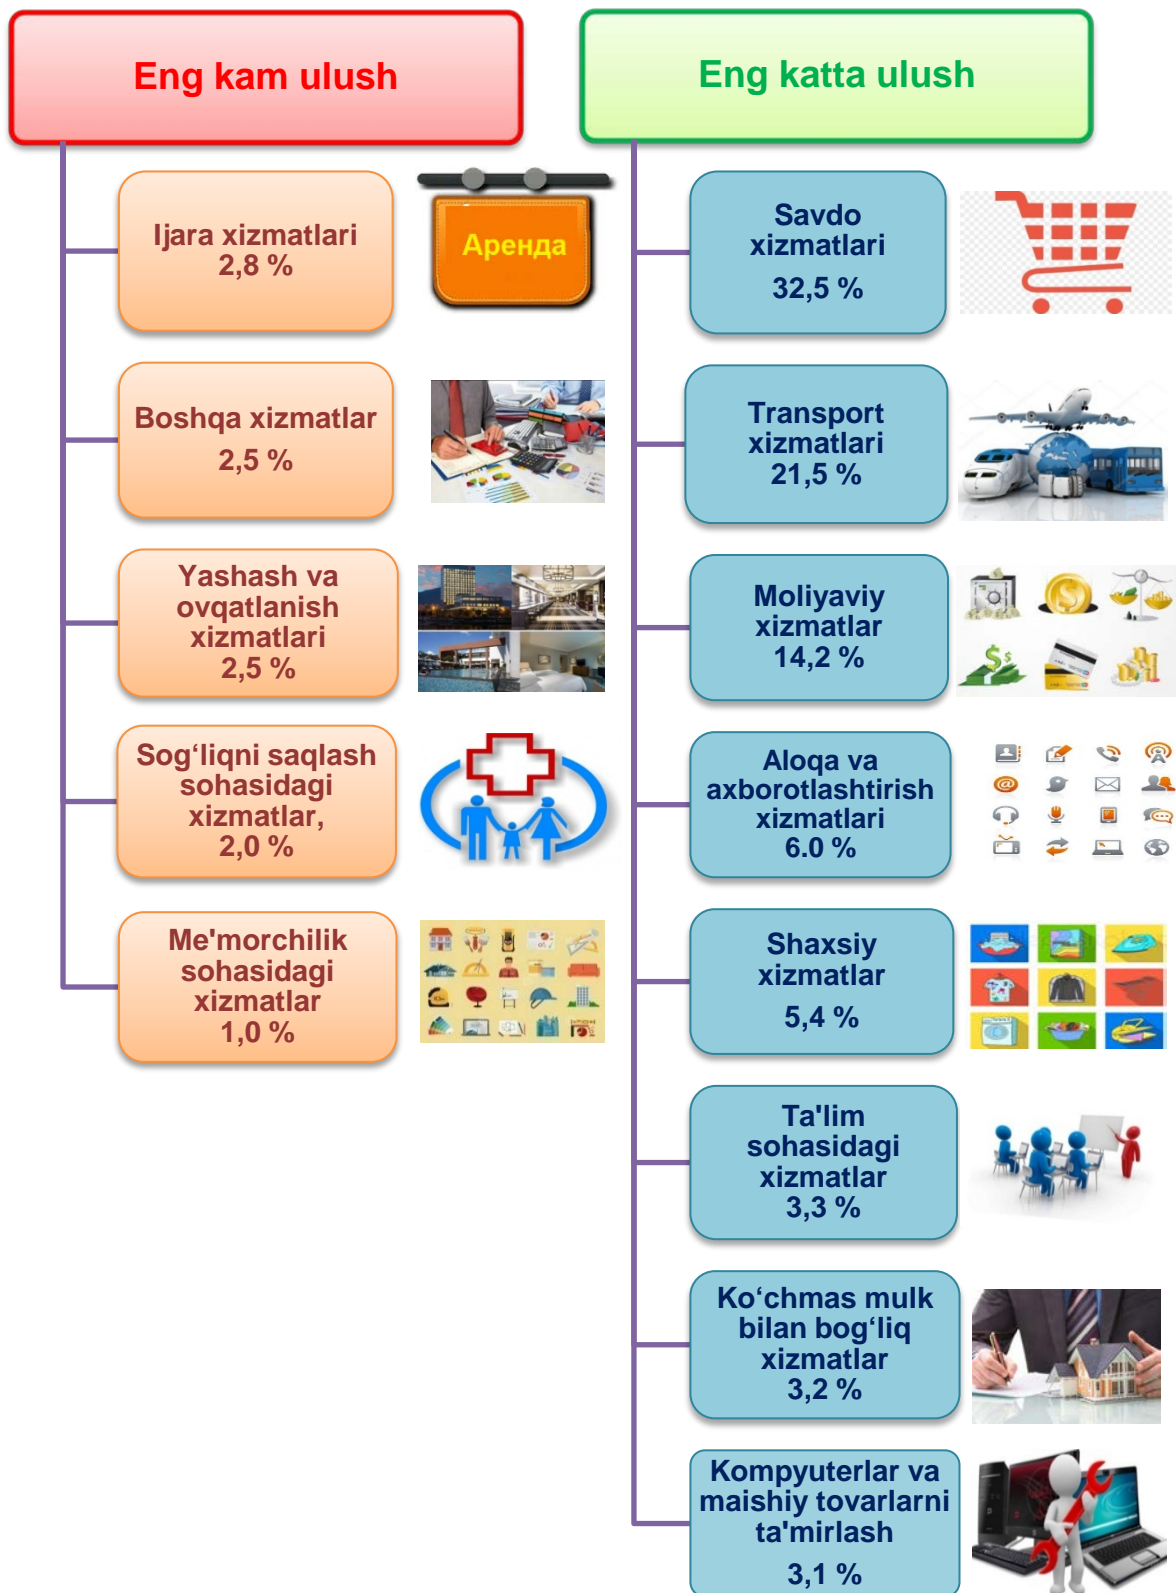 Eng kam ulush
Ijara xizmatlari
2,8 %
Аренда
Boshqa xizmatlar
2,5 %
Yashash va
ovqatlanish
xizmatlari
2,5 %
Sog‘liqni saqlash
sohasidagi
xizmatlar,
2,0 %
Me'morchilik
sohasidagi
xizmatlar
1,0 %
Eng katta ulush
Savdo
xizmatlari
32,5 %
Transport
xizmatlari
21,5 %
Moliyaviy
xizmatlar
14,2 %
Aloqa va
axborotlashtirish
xizmatlari
6.0 %
Shaxsiy
xizmatlar
5,4 %
Ta'lim
sohasidagi
xizmatlar
3,3 %
Ko‘chmas mulk
bilan bog‘liq
xizmatlar
3,2 %
Kompyuterlar va
maishiy tovarlarni
ta'mirlash
3,1 %